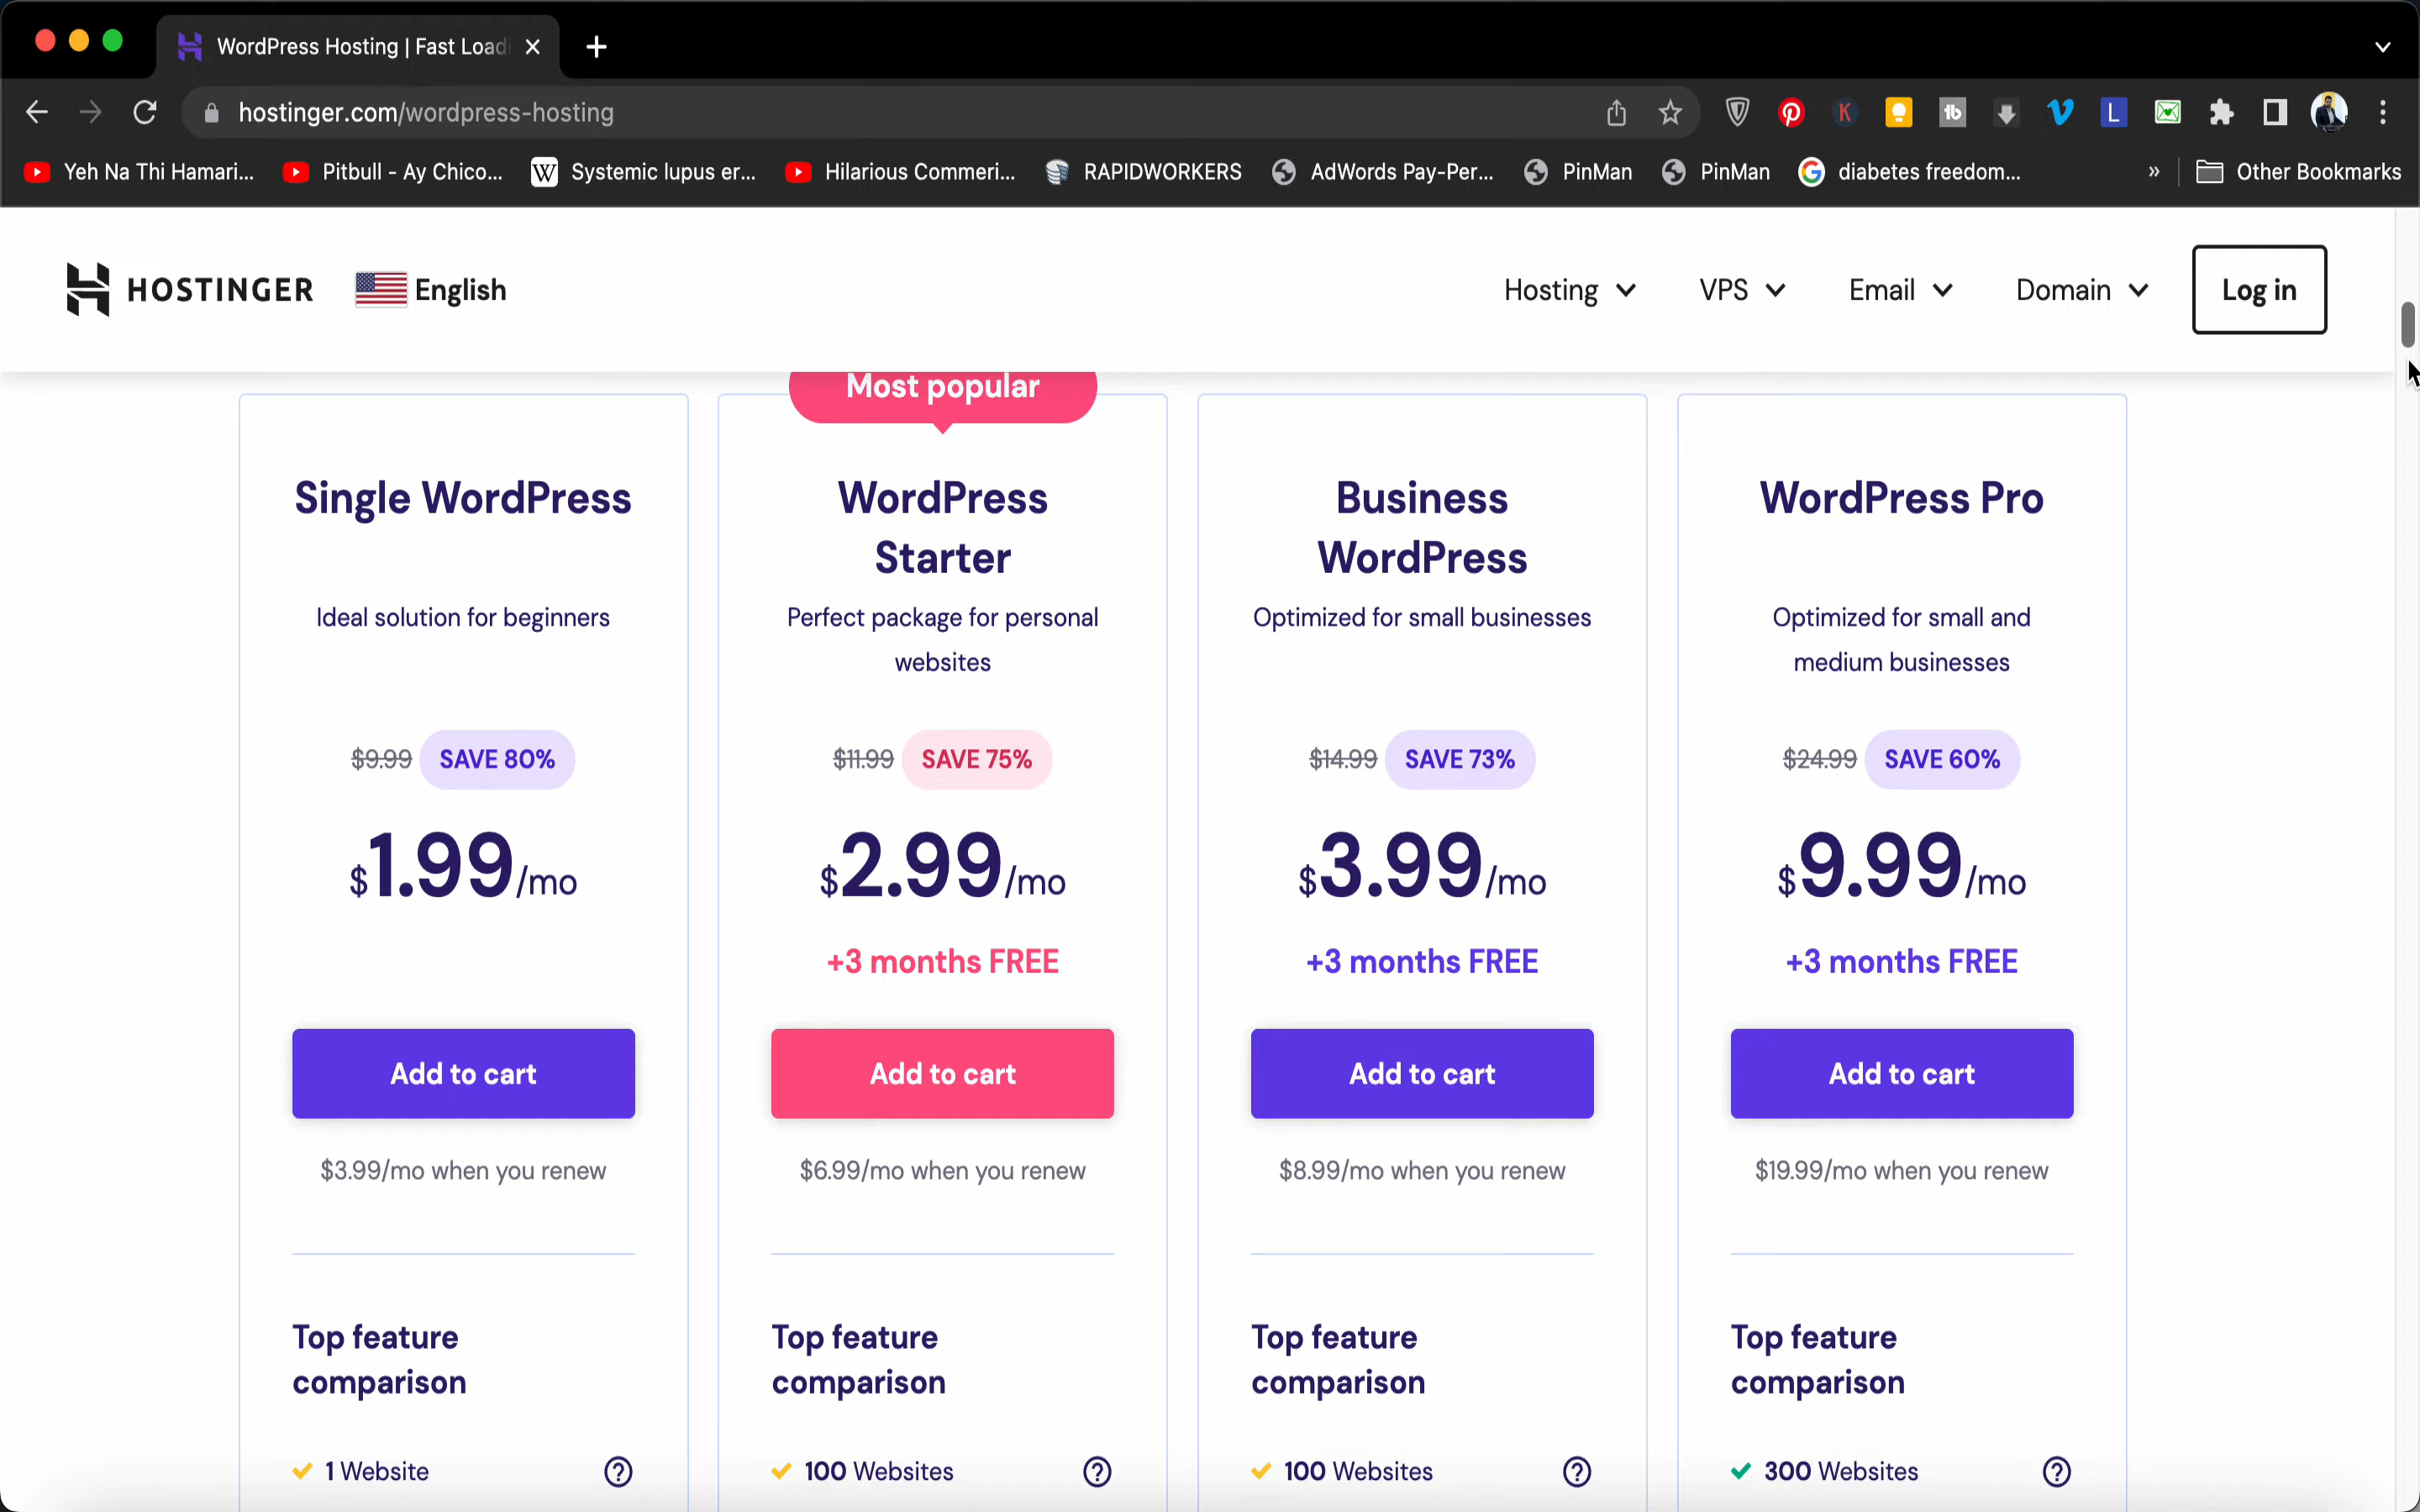 WordPress Hosting | Fast Load
hostinger.com/wordpress-hosting
Yeh Na Thi Hamari...
Pitbull - Ay Chico...
W
Systemic lupus er...
Hilarious Commeri...
RAPIDWORKERS
AdWords Pay-Per...
PinMan
PinMan
diabetes freedom...
»
Other Bookmarks
K
tb
L
HOSTINGER
English
Hosting
VPS
Email
Domain
Log in
Most popular
Single WordPress
Ideal solution for beginners
$9.99 SAVE 80%
$1.99/mo
Add to cart
$3.99/mo when you renew
Top feature
comparison
1 Website
?
WordPress
Starter
Perfect package for personal
websites
$11.99 SAVE 75%
$2.99/mo
+3 months FREE
Add to cart
$6.99/mo when you renew
Top feature
comparison
100 Websites
?
Business
WordPress
Optimized for small businesses
$14.99 SAVE 73%
$3.99/mo
+3 months FREE
Add to cart
$8.99/mo when you renew
Top feature
comparison
100 Websites
?
WordPress Pro
Optimized for small and
medium businesses
$24.99 SAVE 60%
$9.99/mo
+3 months FREE
Add to cart
$19.99/mo when you renew
Top feature
comparison
300 Websites
?